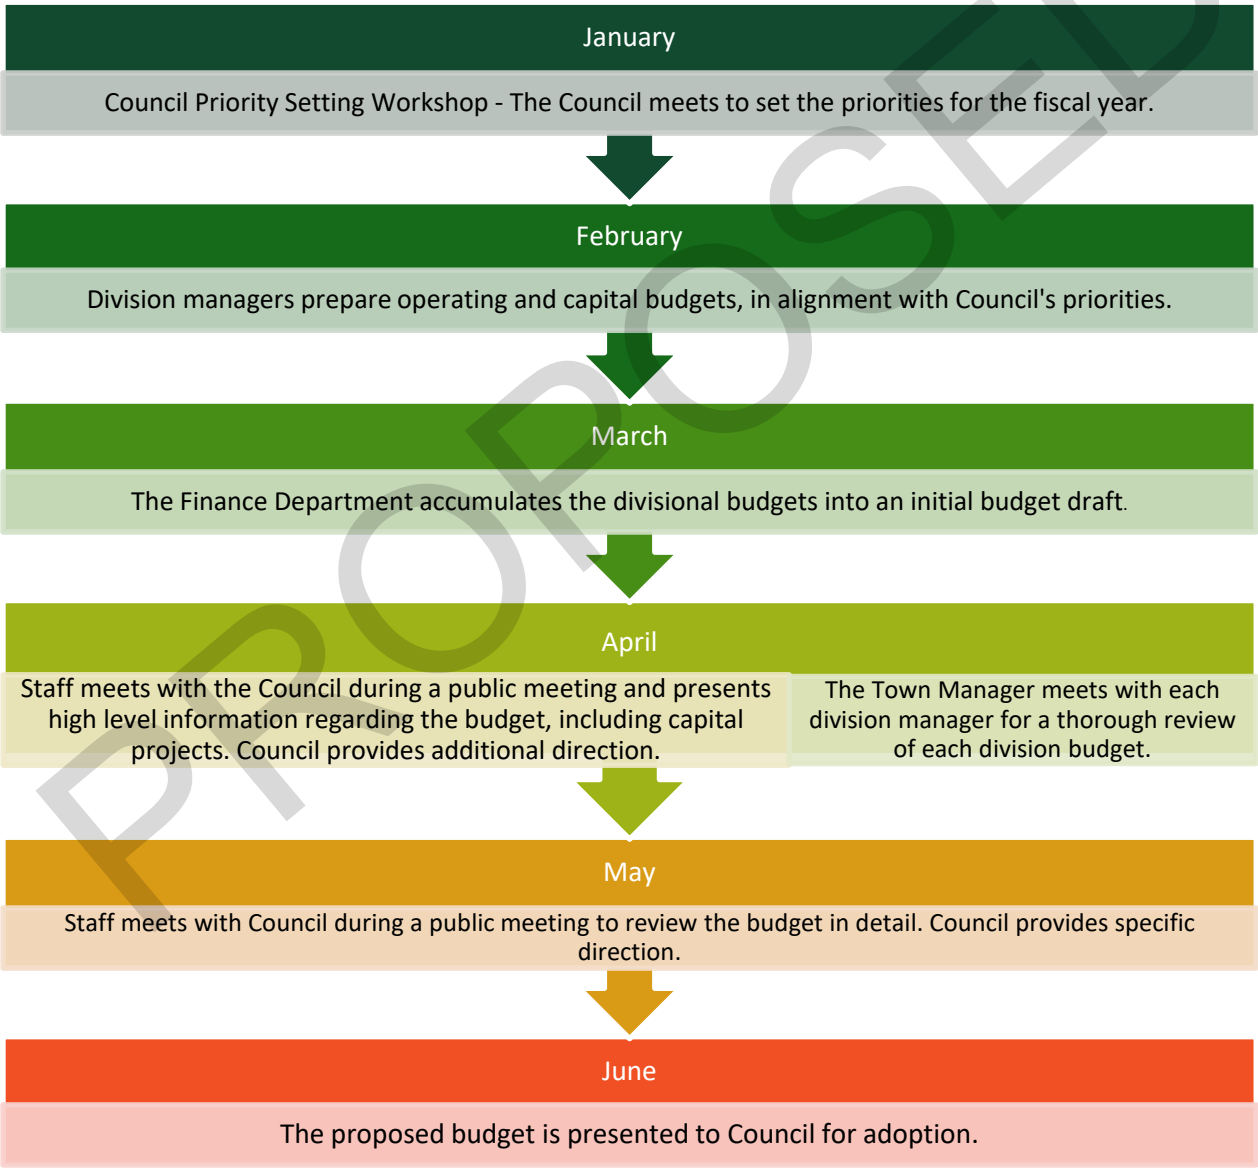 January
Council Priority Setting Workshop - The Council meets to set the priorities for the fiscal year.
February
Division managers prepare operating and capital budgets, in alignment with Council's priorities.
March
The Finance Department accumulates the divisional budgets into an initial budget draft.
April
Staff meets with the Council during a public meeting and presents
high level information regarding the budget, including capital
projects. Council provides additional direction.
The Town Manager meets with each
division manager for a thorough review
of each division budget.
May
Staff meets with Council during a public meeting to review the budget in detail. Council provides specific
direction.
June
The proposed budget is presented to Council for adoption.
PROPOSED